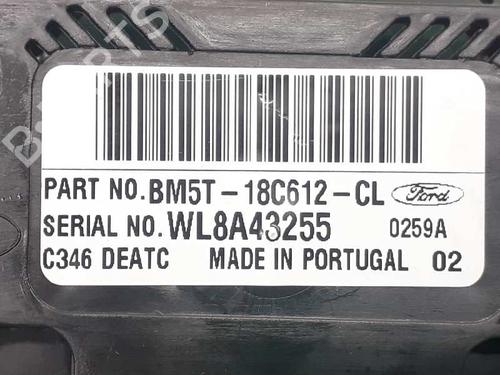 PART NO. BM5T-18C612-CL Ford
SERIAL NO. WL8A43255 0259A
C346 DEATC MADE IN PORTUGAL 02